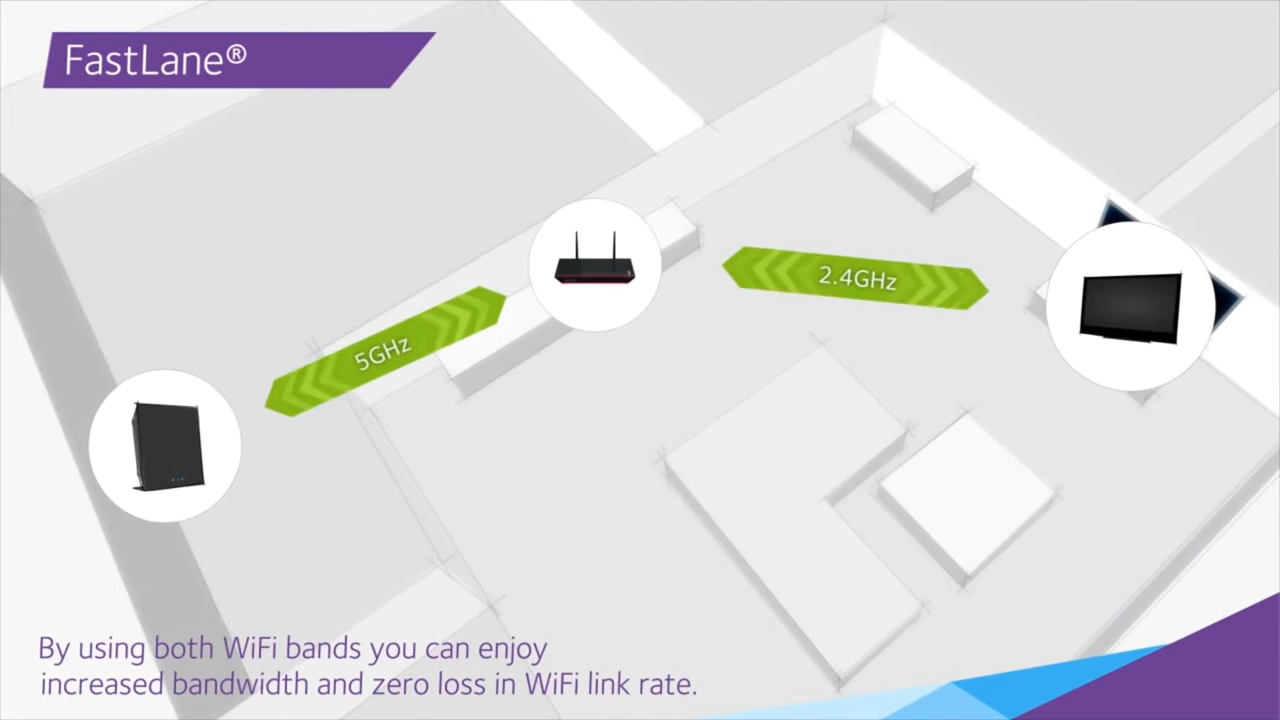 FastLane®
2.4GHz
5GHz
By using both WiFi bands you can enjoy
increased bandwidth and zero loss in WiFi link rate.